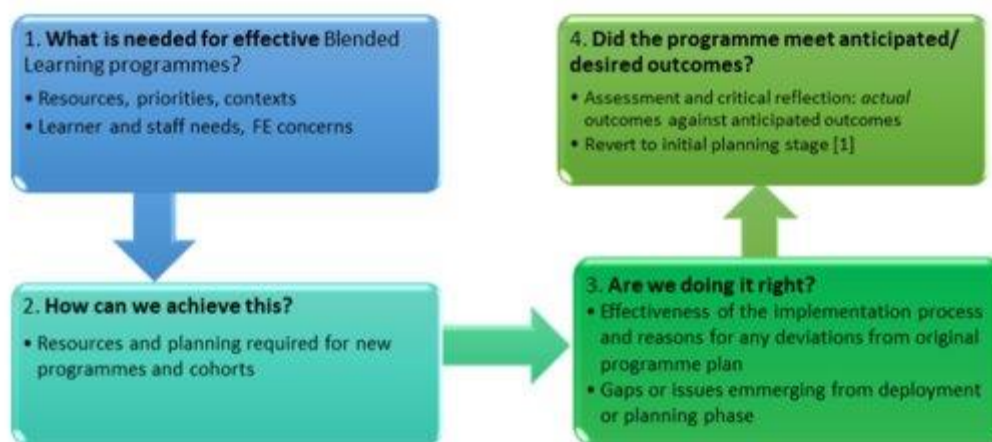 1. What is needed for effective Blended
Learning programmes?
• Resources, priorities, contexts
• Learner and staff needs, FE concerns
2. How can we achieve this?
• Resources and planning required for new
programmes and cohorts
3. Are we doing it right?
• Effectiveness of the implementation process
and reasons for any deviations from original
programme plan
• Gaps or issues emmerging from deployment
or planning phase
4. Did the programme meet anticipated/
desired outcomes?
• Assessment and critical reflection: actual
outcomes against anticipated outcomes
• Revert to initial planning stage [1]